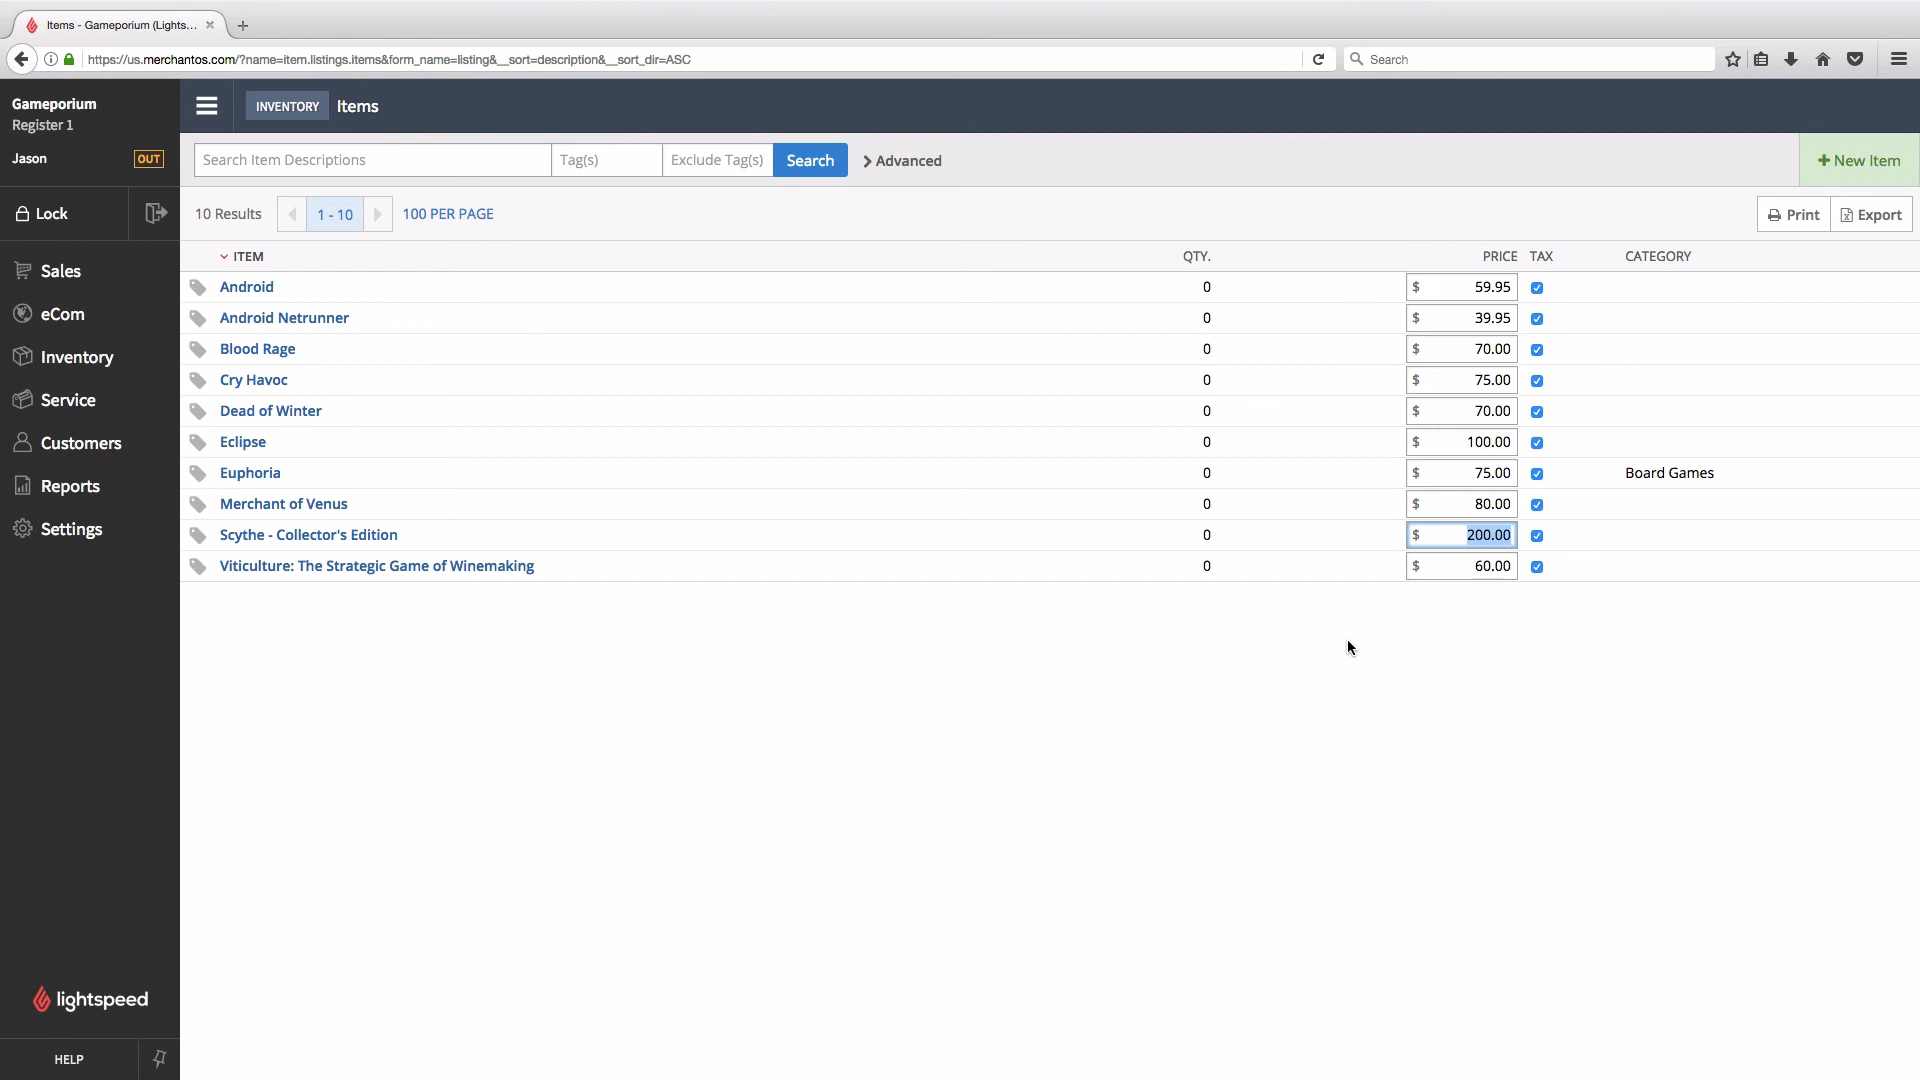 Items - Gameporium (Lights...
https://us.merchantos.com/?name=item.listings.items&form_name=listing&__sort=description&__sort_dir=ASC
Search
Gameporium
Register 1
Jason OUT
Lock
Sales
eCom
Inventory
Service
Customers
Reports
Settings
lightspeed
HELP
INVENTORY Items
Search Item Descriptions Tag(s) Exclude Tag(s) Search Advanced + New Item
10 Results 1 - 10 100 PER PAGE Print Export
ITEM QTY. PRICE TAX CATEGORY
Android 0 $ 59.95
Android Netrunner 0 $ 39.95
Blood Rage 0 $ 70.00
Cry Havoc 0 $ 75.00
Dead of Winter 0 $ 70.00
Eclipse 0 $ 100.00
Euphoria 0 $ 75.00 Board Games
Merchant of Venus 0 $ 80.00
Scythe - Collector's Edition 0 $ 200.00
Viticulture: The Strategic Game of Winemaking 0 $ 60.00